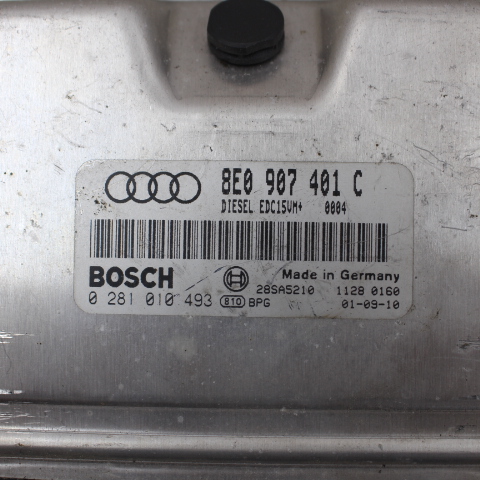 8E0 907 401 C
DIESEL EDC15VM+ 0004
BOSCH
Made in Germany
28SA5210 1128 0160
0 281 010 493 810 BPG 01-09-10